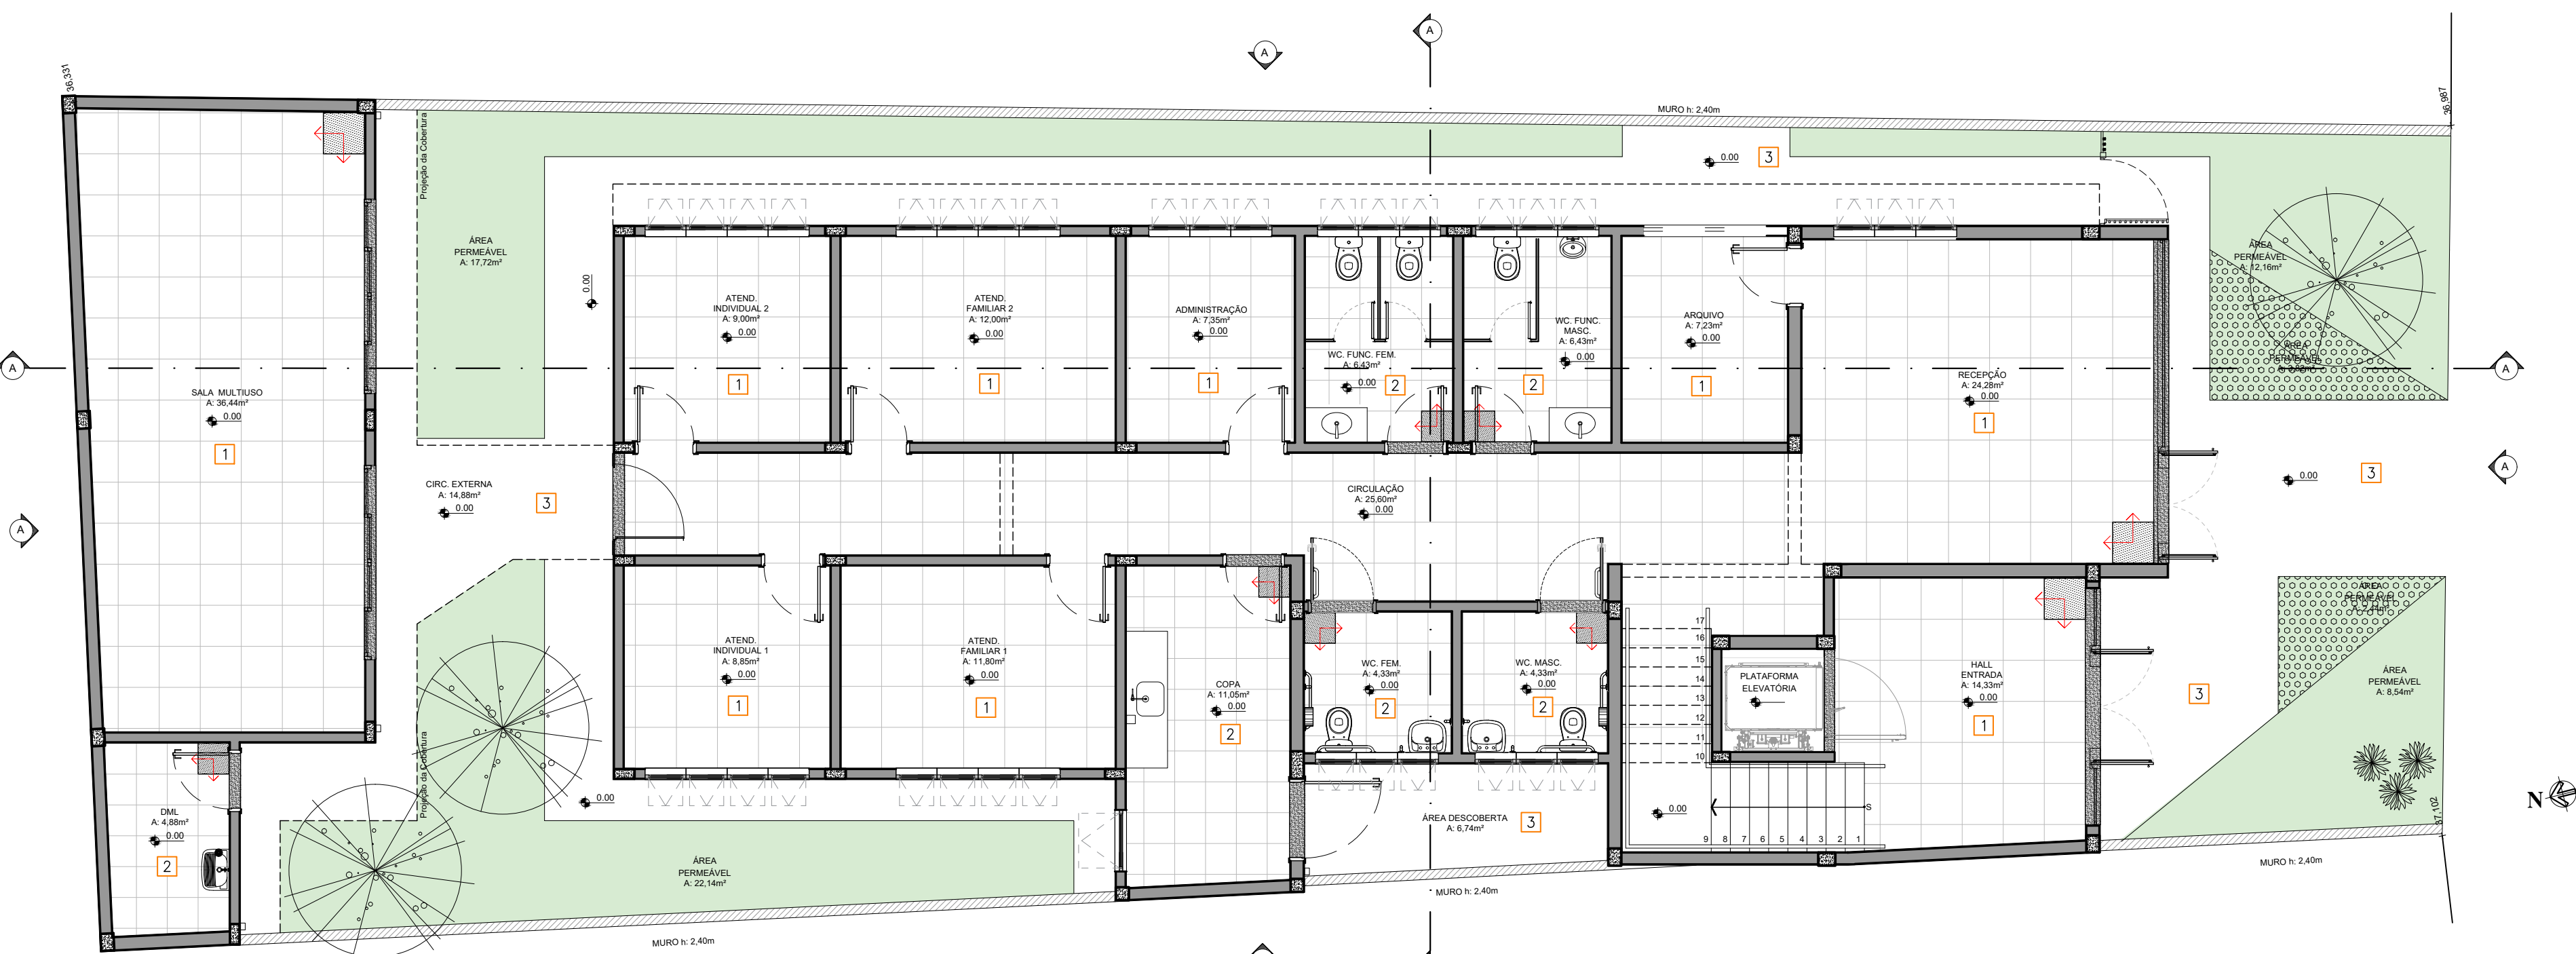 A
A
36,331
36,987
MURO h: 2,40m
Projeção da Cobertura
0.00
3
ÁREA
PERMEÁVEL
A: 17,72m²
0.00
ÁREA
PERMEÁVEL
A: 12,16m²
ATEND.
INDIVIDUAL 2
A: 9,00m²
0.00
1
ATEND.
FAMILIAR 2
A: 12,00m²
0.00
1
ADMINISTRAÇÃO
A: 7,35m²
0.00
1
WC. FUNC. FEM.
A: 6,43m²
0.00
2
WC. FUNC.
MASC.
A: 6,43m²
0.00
2
ARQUIVO
A: 7,23m²
0.00
1
RECEPÇÃO
A: 24,28m²
0.00
1
ÁREA
PERMEÁVEL
A
A
SALA MULTIUSO
A: 36,44m²
0.00
1
A
A
CIRC. EXTERNA
A: 14,88m²
0.00
3
CIRCULAÇÃO
A: 25,60m²
0.00
0.00
3
ATEND.
INDIVIDUAL 1
A: 8,85m²
0.00
1
ATEND.
FAMILIAR 1
A: 11,80m²
0.00
1
COPA
A: 11,05m²
0.00
2
WC. FEM.
A: 4,33m²
0.00
2
WC. MASC.
A: 4,33m²
0.00
2
17
16
15
14
13
12
11
10
PLATAFORMA
ELEVATÓRIA
HALL
ENTRADA
A: 14,33m²
0.00
1
3
ÁREA
PERMEÁVEL
A: 2,44m²
ÁREA
PERMEÁVEL
A: 8,54m²
Projeção da Cobertura
0.00
DML
A: 4,88m²
0.00
2
ÁREA DESCOBERTA
A: 6,74m²
3
0.00
S
9 8 7 6 5 4 3 2 1
N
37,102
ÁREA
PERMEÁVEL
A: 22,14m²
MURO h: 2,40m
MURO h: 2,40m
MURO h: 2,40m